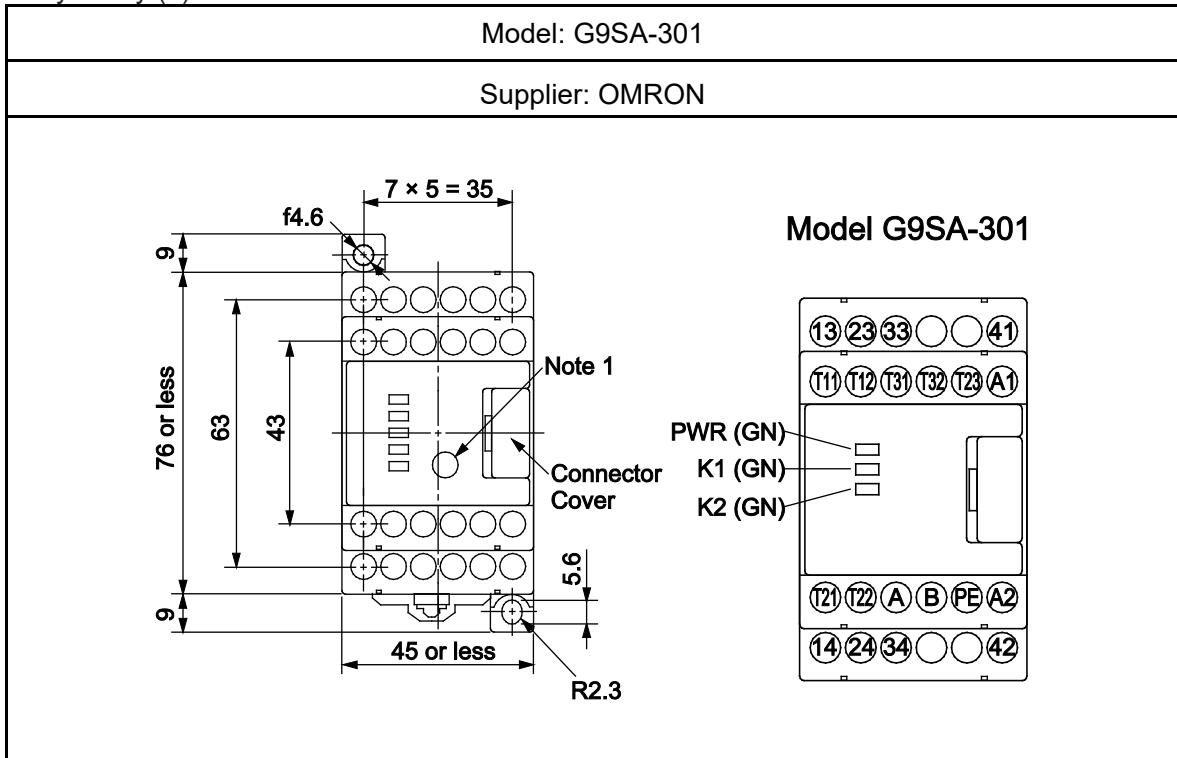 Model: G9SA-301
Supplier: OMRON
7 × 5 = 35
f4.6
9
76 or less
63
43
Note 1
Connector
Cover
9
5.6
45 or less
R2.3
Model G9SA-301
13 23 33 41
T11 T12 T31 T32 T23 A1
PWR (GN)
K1 (GN)
K2 (GN)
T21 T22 A B PE A2
14 24 34 42